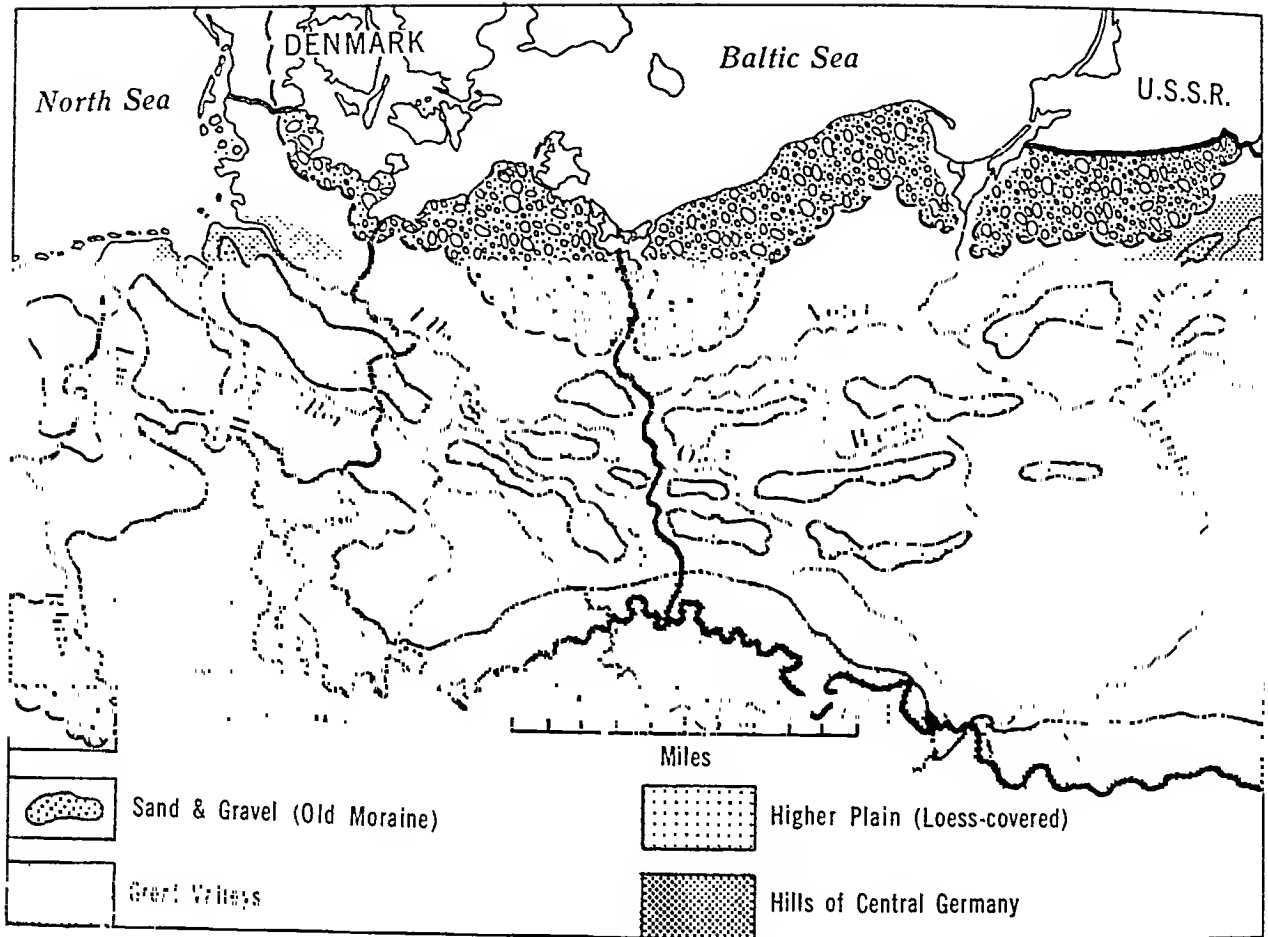 DENMARK
Baltic Sea
North Sea
U.S.S.R.
Miles
Sand & Gravel (Old Moraine)
Higher Plain (Loess-covered)
Hills of Central Germany